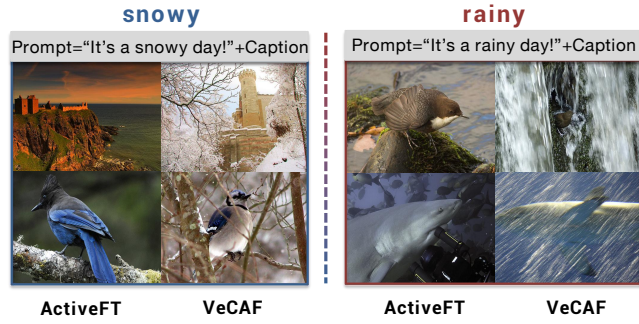 snowy
Prompt="It's a snowy day!"+Caption
ActiveFT
VeCAF
rainy
Prompt="It's a rainy day!"+Caption
ActiveFT
VeCAF